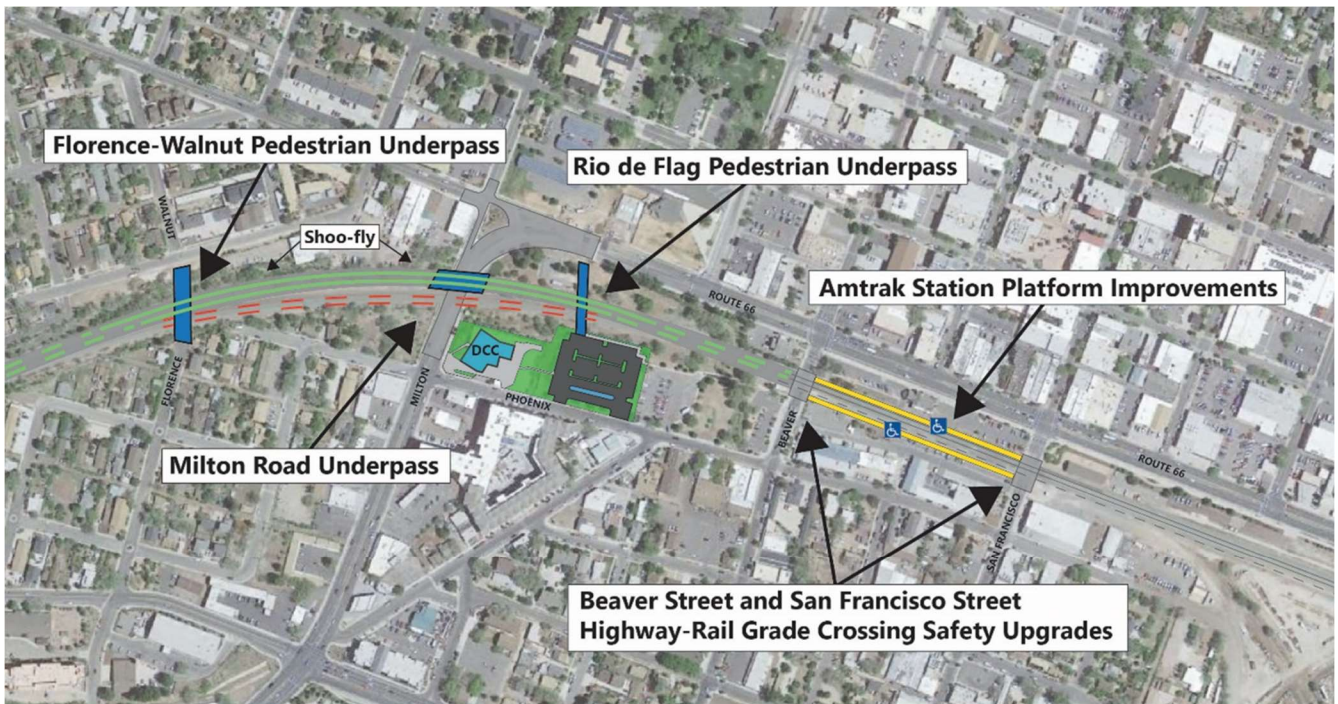 Florence-Walnut Pedestrian Underpass
Rio de Flag Pedestrian Underpass
WALNUT
Shoo-fly
Amtrak Station Platform Improvements
ROUTE 66
DCC
FLORENCE
MILTON
PHOENIX
BEAVER
Milton Road Underpass
ROUTE 66
SAN FRANCISCO
Beaver Street and San Francisco Street
Highway-Rail Grade Crossing Safety Upgrades